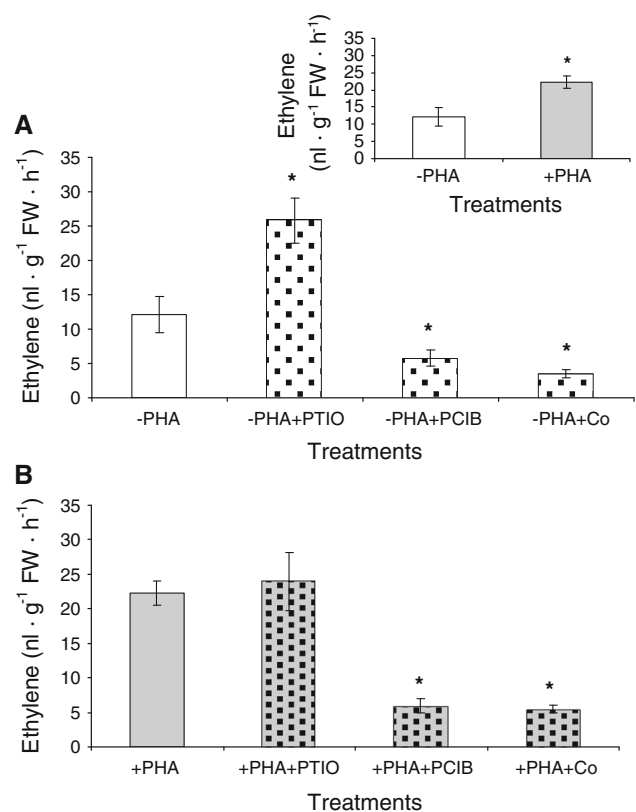 Ethylene
(nl · g⁻¹ FW · h⁻¹)
35
30
25
20
15
10
5
0
*
-PHA +PHA
Treatments
A
Ethylene (nl · g⁻¹ FW · h⁻¹)
35
30
25
20
15
10
5
0
*
*
*
-PHA -PHA+PTIO -PHA+PCIB -PHA+Co
Treatments
B
Ethylene (nl · g⁻¹ FW · h⁻¹)
35
30
25
20
15
10
5
0
*
*
+PHA +PHA+PTIO +PHA+PCIB +PHA+Co
Treatments